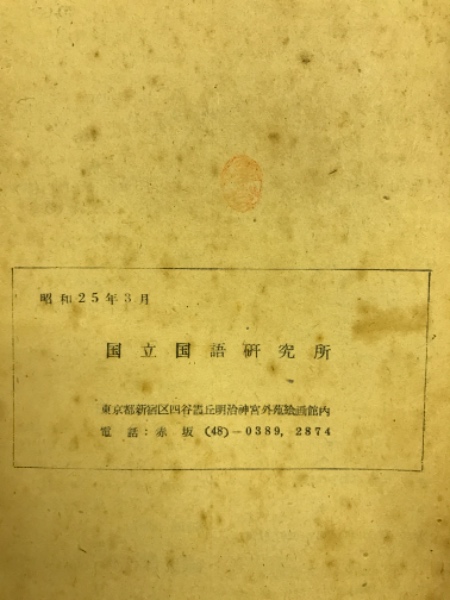 昭和25年3月
国立国語研究所
東京都新宿区四谷霞丘明治神宮外苑絵画館内
電話：赤坂(48)－0389, 2874